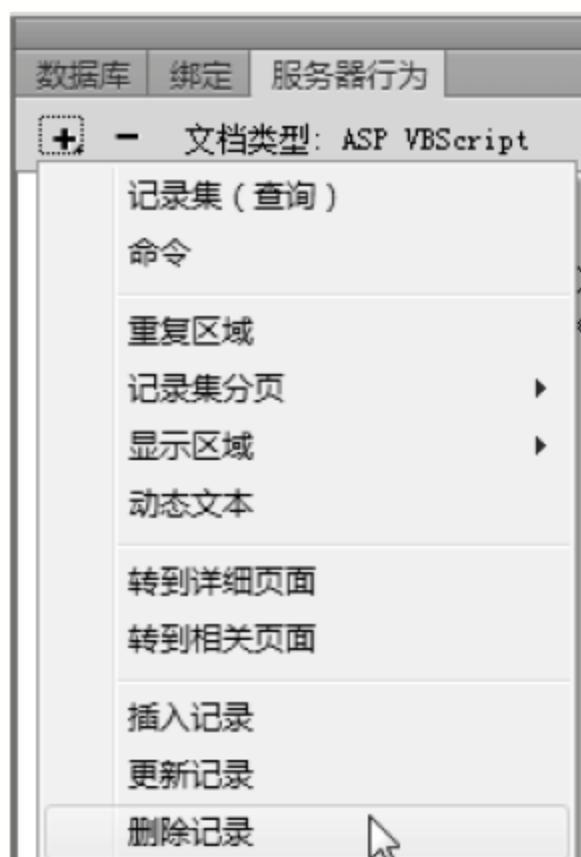 数据库 绑定 服务器行为
+ - 文档类型: ASP VBScript
记录集（查询）
命令
重复区域
记录集分页
显示区域
动态文本
转到详细页面
转到相关页面
插入记录
更新记录
删除记录